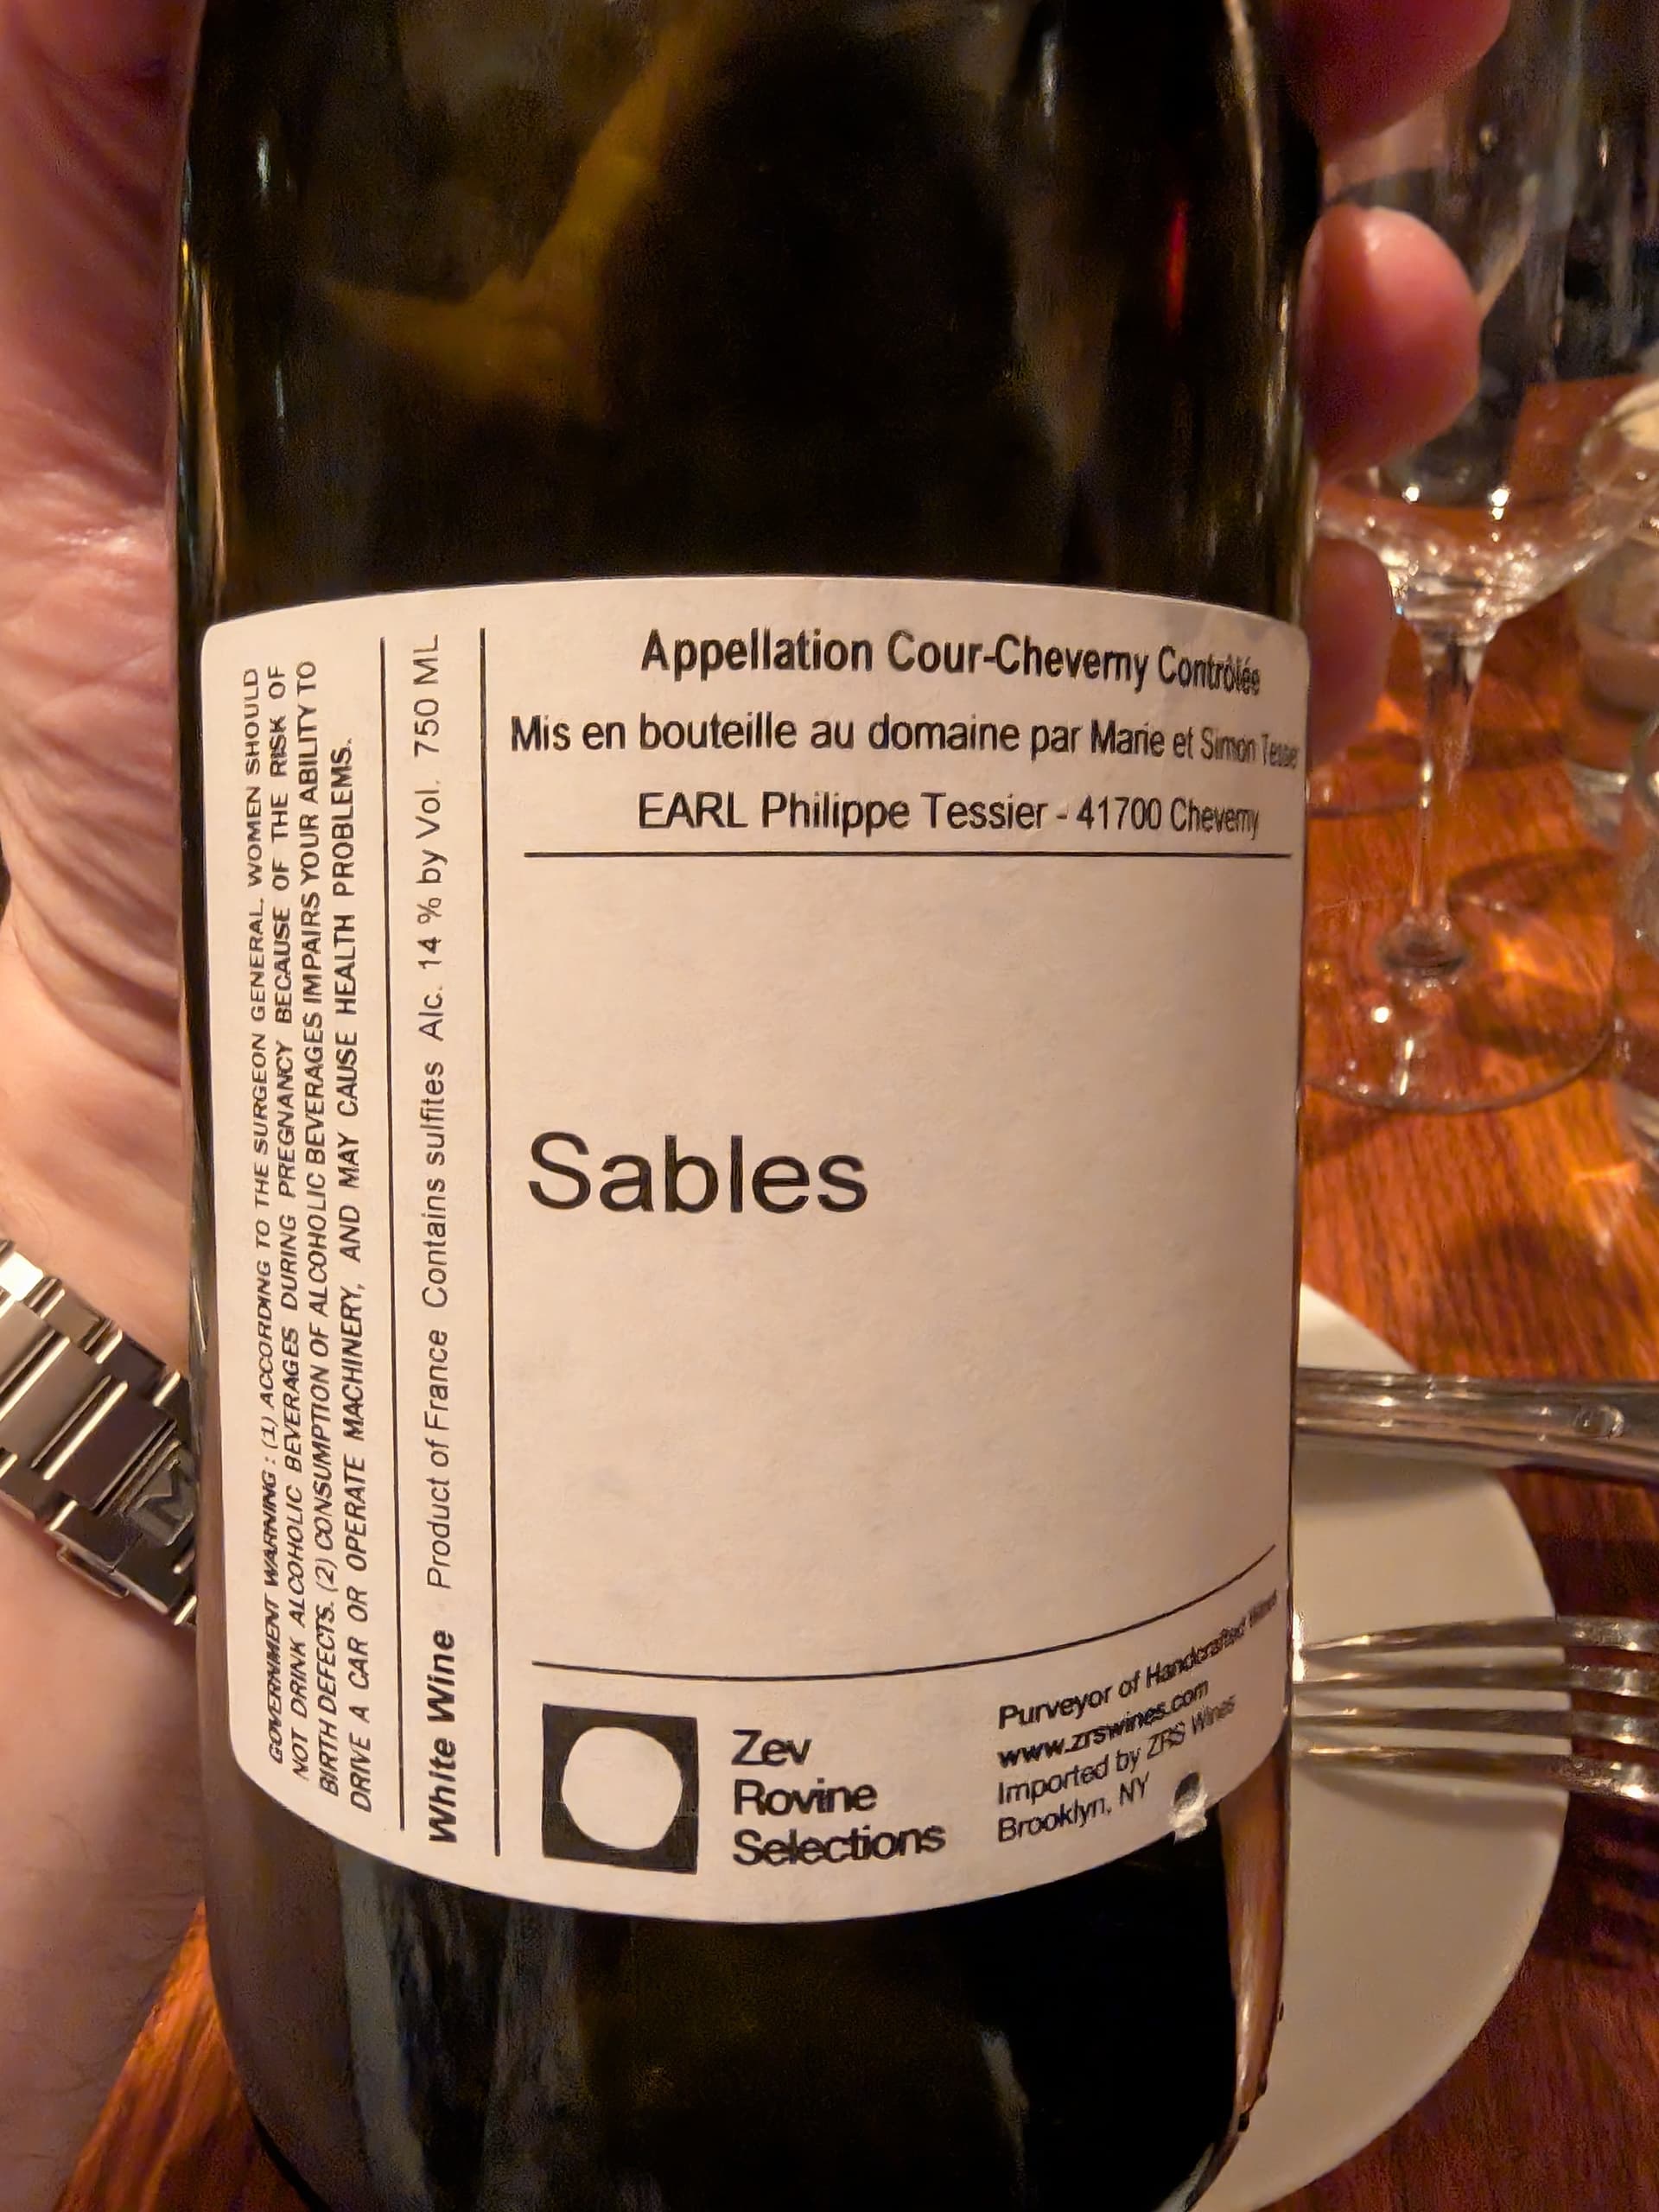 Appellation Cour-Cheverny Contrôlée
Mis en bouteille au domaine par Marie et Simon Tessier
EARL Philippe Tessier - 41700 Cheverny
Sables
Zev
Rovine
Selections
Purveyor of Handcrafted Wines
www.zrswines.com
Imported by ZRS Wines
Brooklyn, NY
White Wine Product of France Contains sulfites Alc. 14 % by Vol. 750 ML
GOVERNMENT WARNING : (1) ACCORDING TO THE SURGEON GENERAL, WOMEN SHOULD
NOT DRINK ALCOHOLIC BEVERAGES DURING PREGNANCY BECAUSE OF THE RISK OF
BIRTH DEFECTS. (2) CONSUMPTION OF ALCOHOLIC BEVERAGES IMPAIRS YOUR ABILITY TO
DRIVE A CAR OR OPERATE MACHINERY, AND MAY CAUSE HEALTH PROBLEMS.